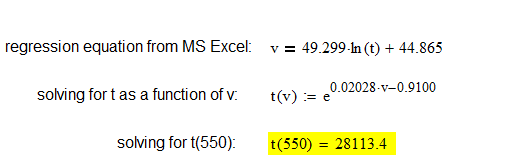 regression equation from MS Excel: v = 49.299·ln(t) + 44.865
solving for t as a function of v: t(v) := e^0.02028·v−0.9100
solving for t(550): t(550) = 28113.4